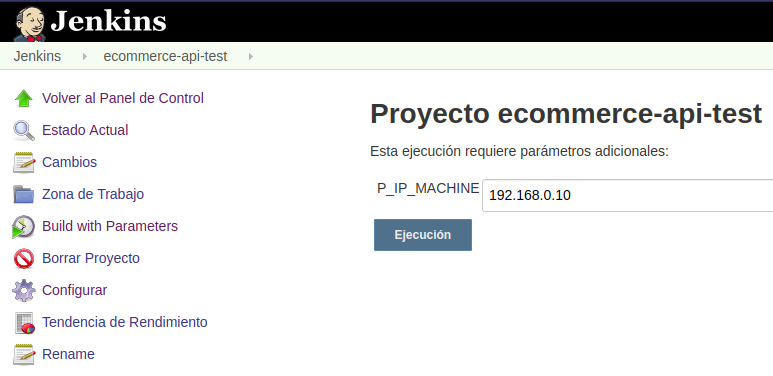 Jenkins
Jenkins ecommerce-api-test
Volver al Panel de Control
Estado Actual
Cambios
Zona de Trabajo
Build with Parameters
Borrar Proyecto
Configurar
Tendencia de Rendimiento
Rename
Proyecto ecommerce-api-test
Esta ejecución requiere parámetros adicionales:
P_IP_MACHINE 192.168.0.10
Ejecución